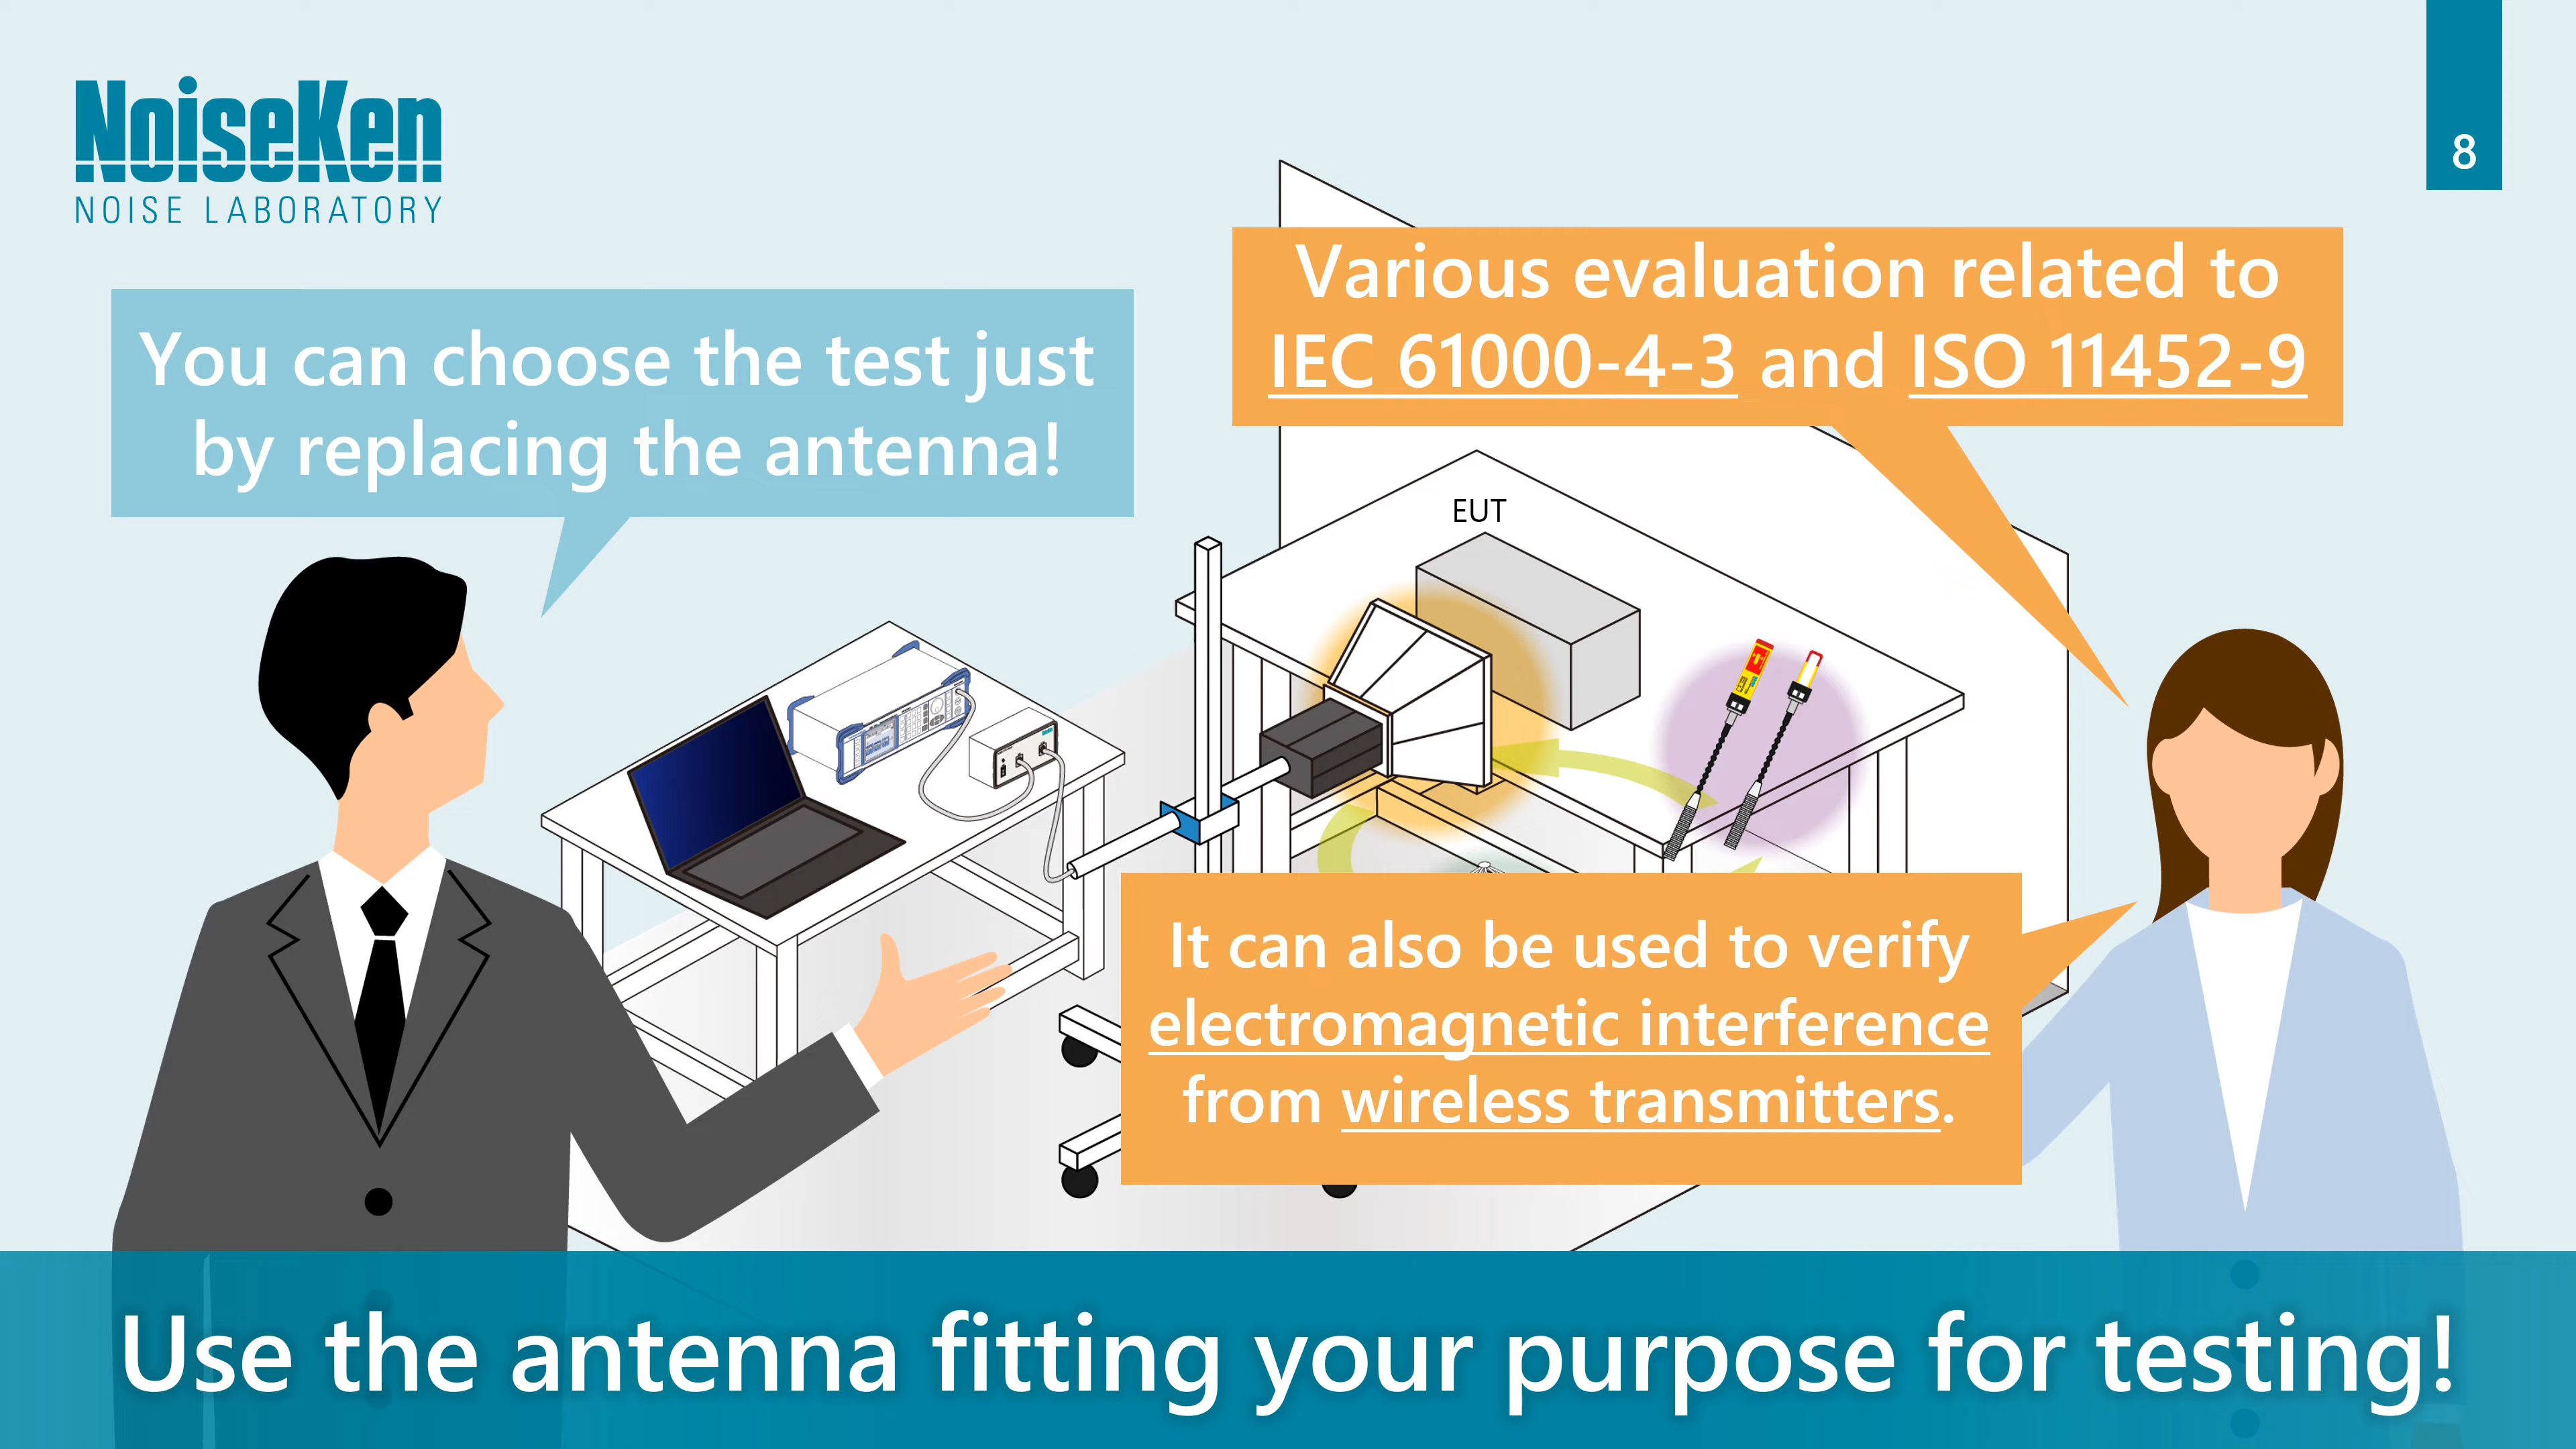 NoiseKen
NOISE LABORATORY
8
You can choose the test just
by replacing the antenna!
Various evaluation related to
IEC 61000-4-3 and ISO 11452-9
EUT
It can also be used to verify
electromagnetic interference
from wireless transmitters.
Use the antenna fitting your purpose for testing!